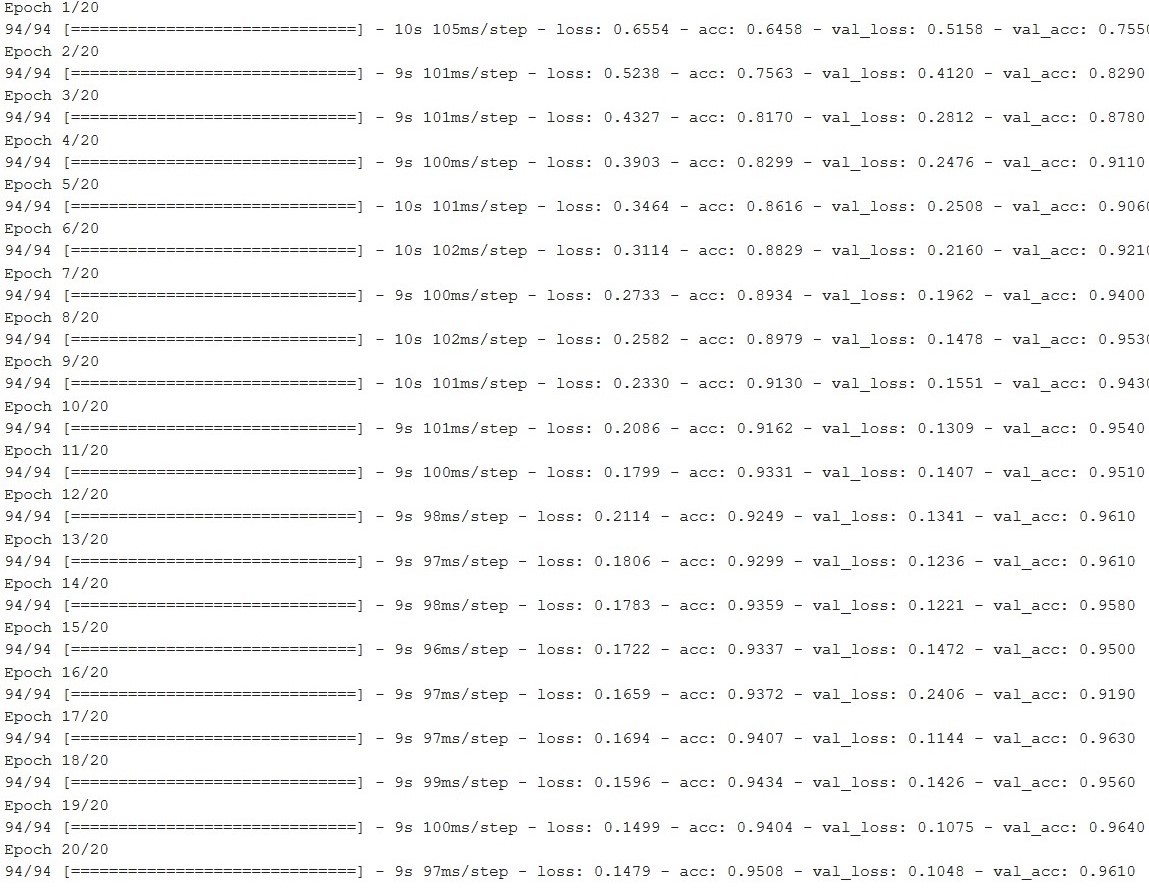 Epoch 1/20
94/94 [==============================] - 10s 105ms/step - loss: 0.6554 - acc: 0.6458 - val_loss: 0.5158 - val_acc: 0.7550
Epoch 2/20
94/94 [==============================] - 9s 101ms/step - loss: 0.5238 - acc: 0.7563 - val_loss: 0.4120 - val_acc: 0.8290
Epoch 3/20
94/94 [==============================] - 9s 101ms/step - loss: 0.4327 - acc: 0.8170 - val_loss: 0.2812 - val_acc: 0.8780
Epoch 4/20
94/94 [==============================] - 9s 100ms/step - loss: 0.3903 - acc: 0.8299 - val_loss: 0.2476 - val_acc: 0.9110
Epoch 5/20
94/94 [==============================] - 10s 101ms/step - loss: 0.3464 - acc: 0.8616 - val_loss: 0.2508 - val_acc: 0.9060
Epoch 6/20
94/94 [==============================] - 10s 102ms/step - loss: 0.3114 - acc: 0.8829 - val_loss: 0.2160 - val_acc: 0.9210
Epoch 7/20
94/94 [==============================] - 9s 100ms/step - loss: 0.2733 - acc: 0.8934 - val_loss: 0.1962 - val_acc: 0.9400
Epoch 8/20
94/94 [==============================] - 10s 102ms/step - loss: 0.2582 - acc: 0.8979 - val_loss: 0.1478 - val_acc: 0.9530
Epoch 9/20
94/94 [==============================] - 10s 101ms/step - loss: 0.2330 - acc: 0.9130 - val_loss: 0.1551 - val_acc: 0.9430
Epoch 10/20
94/94 [==============================] - 9s 101ms/step - loss: 0.2086 - acc: 0.9162 - val_loss: 0.1309 - val_acc: 0.9540
Epoch 11/20
94/94 [==============================] - 9s 100ms/step - loss: 0.1799 - acc: 0.9331 - val_loss: 0.1407 - val_acc: 0.9510
Epoch 12/20
94/94 [==============================] - 9s 98ms/step - loss: 0.2114 - acc: 0.9249 - val_loss: 0.1341 - val_acc: 0.9610
Epoch 13/20
94/94 [==============================] - 9s 97ms/step - loss: 0.1806 - acc: 0.9299 - val_loss: 0.1236 - val_acc: 0.9610
Epoch 14/20
94/94 [==============================] - 9s 98ms/step - loss: 0.1783 - acc: 0.9359 - val_loss: 0.1221 - val_acc: 0.9580
Epoch 15/20
94/94 [==============================] - 9s 96ms/step - loss: 0.1722 - acc: 0.9337 - val_loss: 0.1472 - val_acc: 0.9500
Epoch 16/20
94/94 [==============================] - 9s 97ms/step - loss: 0.1659 - acc: 0.9372 - val_loss: 0.2406 - val_acc: 0.9190
Epoch 17/20
94/94 [==============================] - 9s 97ms/step - loss: 0.1694 - acc: 0.9407 - val_loss: 0.1144 - val_acc: 0.9630
Epoch 18/20
94/94 [==============================] - 9s 99ms/step - loss: 0.1596 - acc: 0.9434 - val_loss: 0.1426 - val_acc: 0.9560
Epoch 19/20
94/94 [==============================] - 9s 100ms/step - loss: 0.1499 - acc: 0.9404 - val_loss: 0.1075 - val_acc: 0.9640
Epoch 20/20
94/94 [==============================] - 9s 97ms/step - loss: 0.1479 - acc: 0.9508 - val_loss: 0.1048 - val_acc: 0.9610